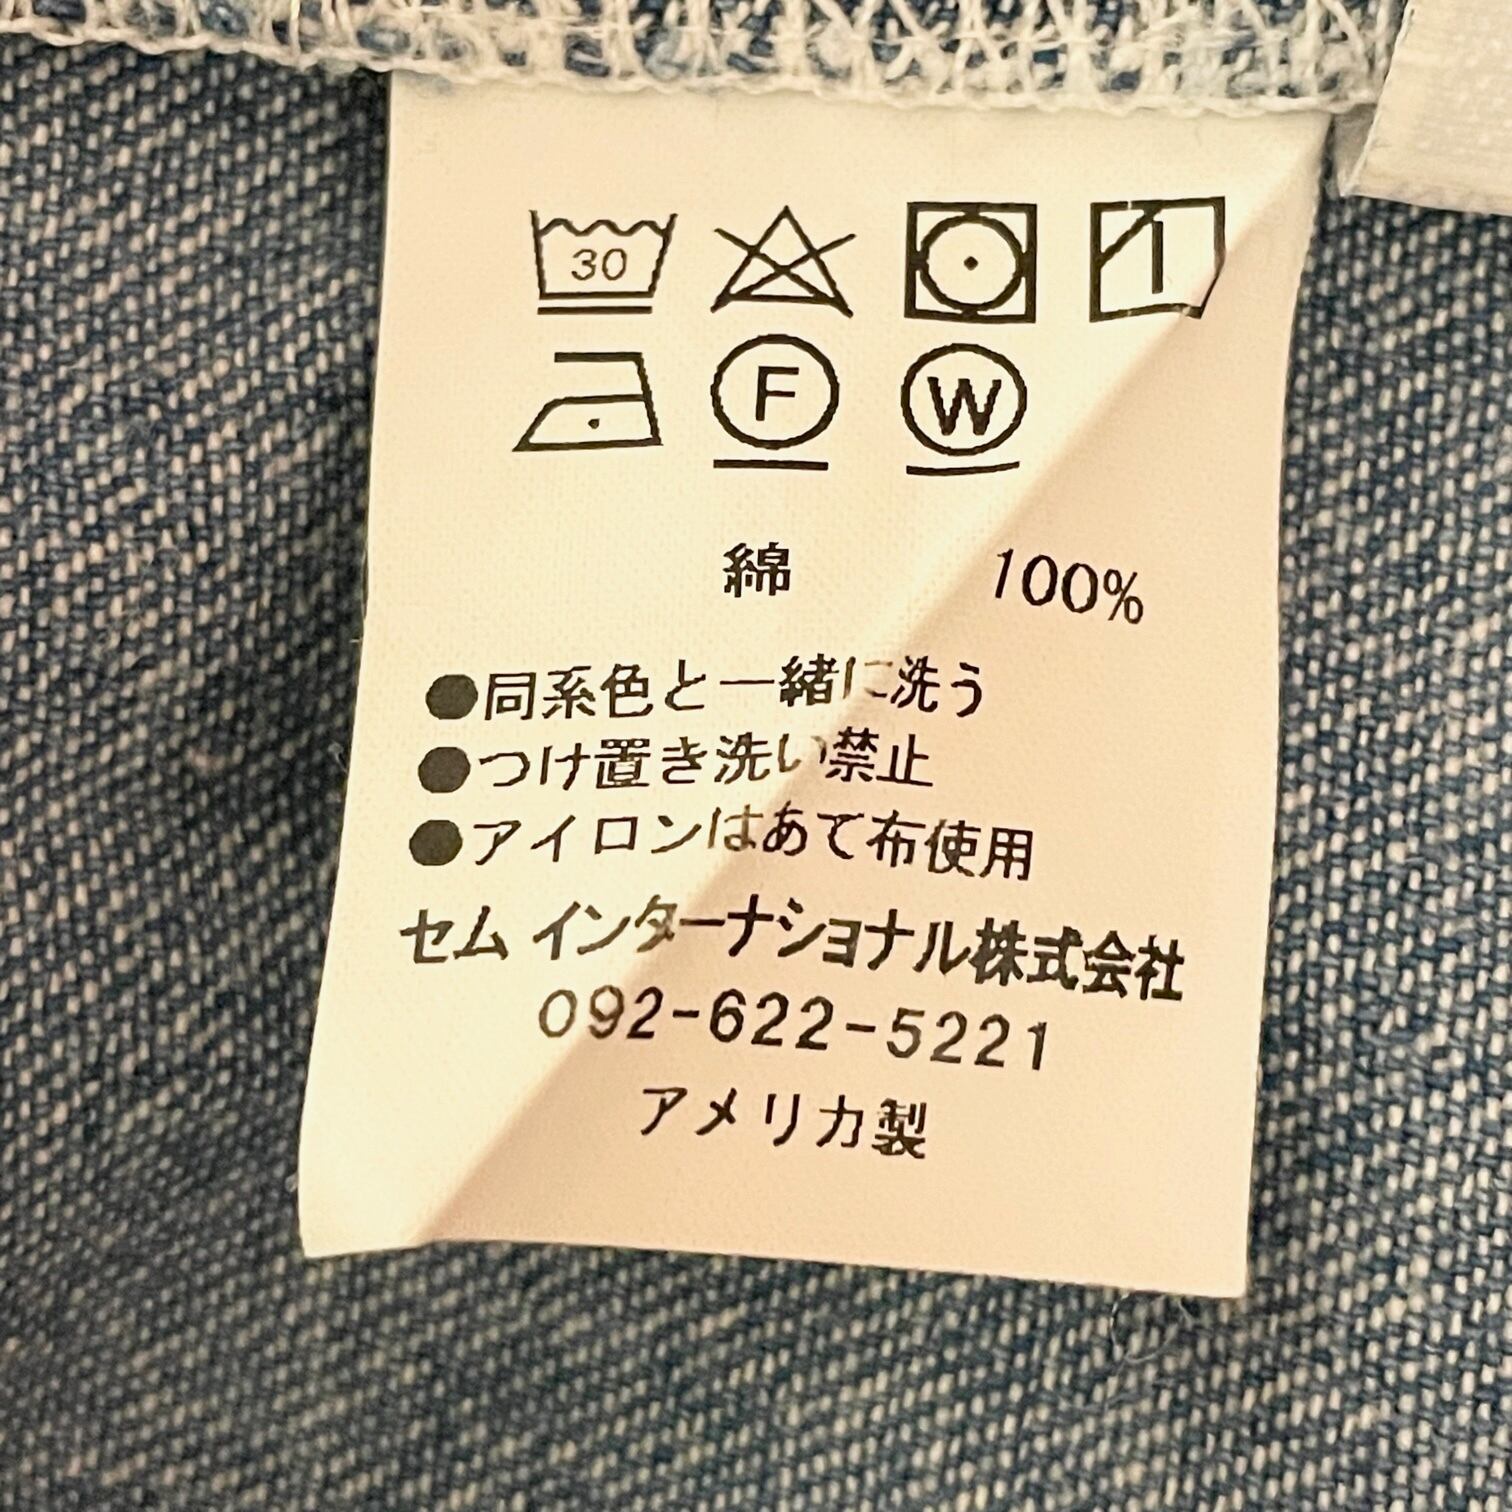 30
F W
綿 100%
●同系色と一緒に洗う
●つけ置き洗い禁止
●アイロンはあて布使用
セム インターナショナル株式会社
092-622-5221
アメリカ製